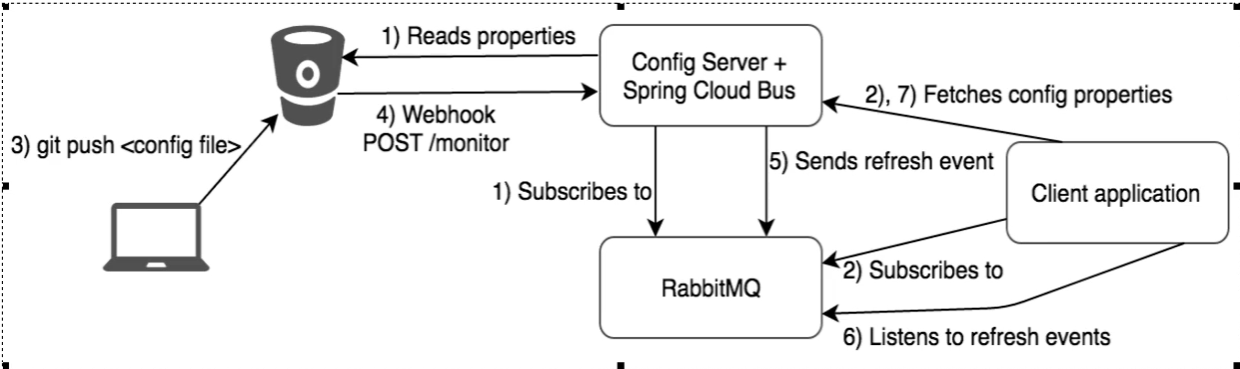 1) Reads properties
Config Server +
Spring Cloud Bus
2), 7) Fetches config properties
4) Webhook
POST /monitor
3) git push <config file>
5) Sends refresh event
1) Subscribes to
Client application
2) Subscribes to
RabbitMQ
6) Listens to refresh events